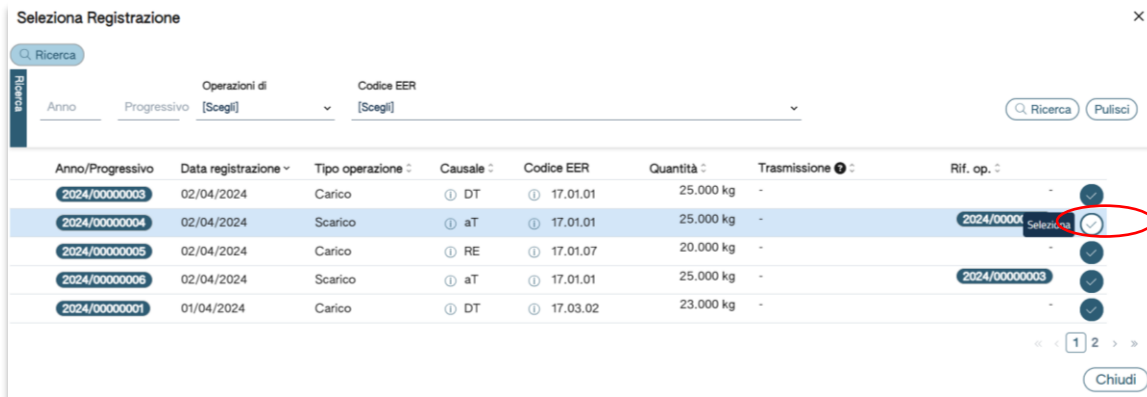 Seleziona Registrazione ×
Ricerca
Ricerca
Operazioni di Codice EER
Anno Progressivo [Scegli] [Scegli] Ricerca Pulisci
Anno/Progressivo Data registrazione Tipo operazione Causale Codice EER Quantità Trasmissione ? Rif. op.
2024/00000003 02/04/2024 Carico DT 17.01.01 25.000 kg - -
2024/00000004 02/04/2024 Scarico aT 17.01.01 25.000 kg - Seleziona
2024/00000005 02/04/2024 Carico RE 17.01.07 20.000 kg - -
2024/00000006 02/04/2024 Scarico aT 17.01.01 25.000 kg - 2024/00000003
2024/00000001 01/04/2024 Carico DT 17.03.02 23.000 kg - -
« < 1 2 > »
Chiudi